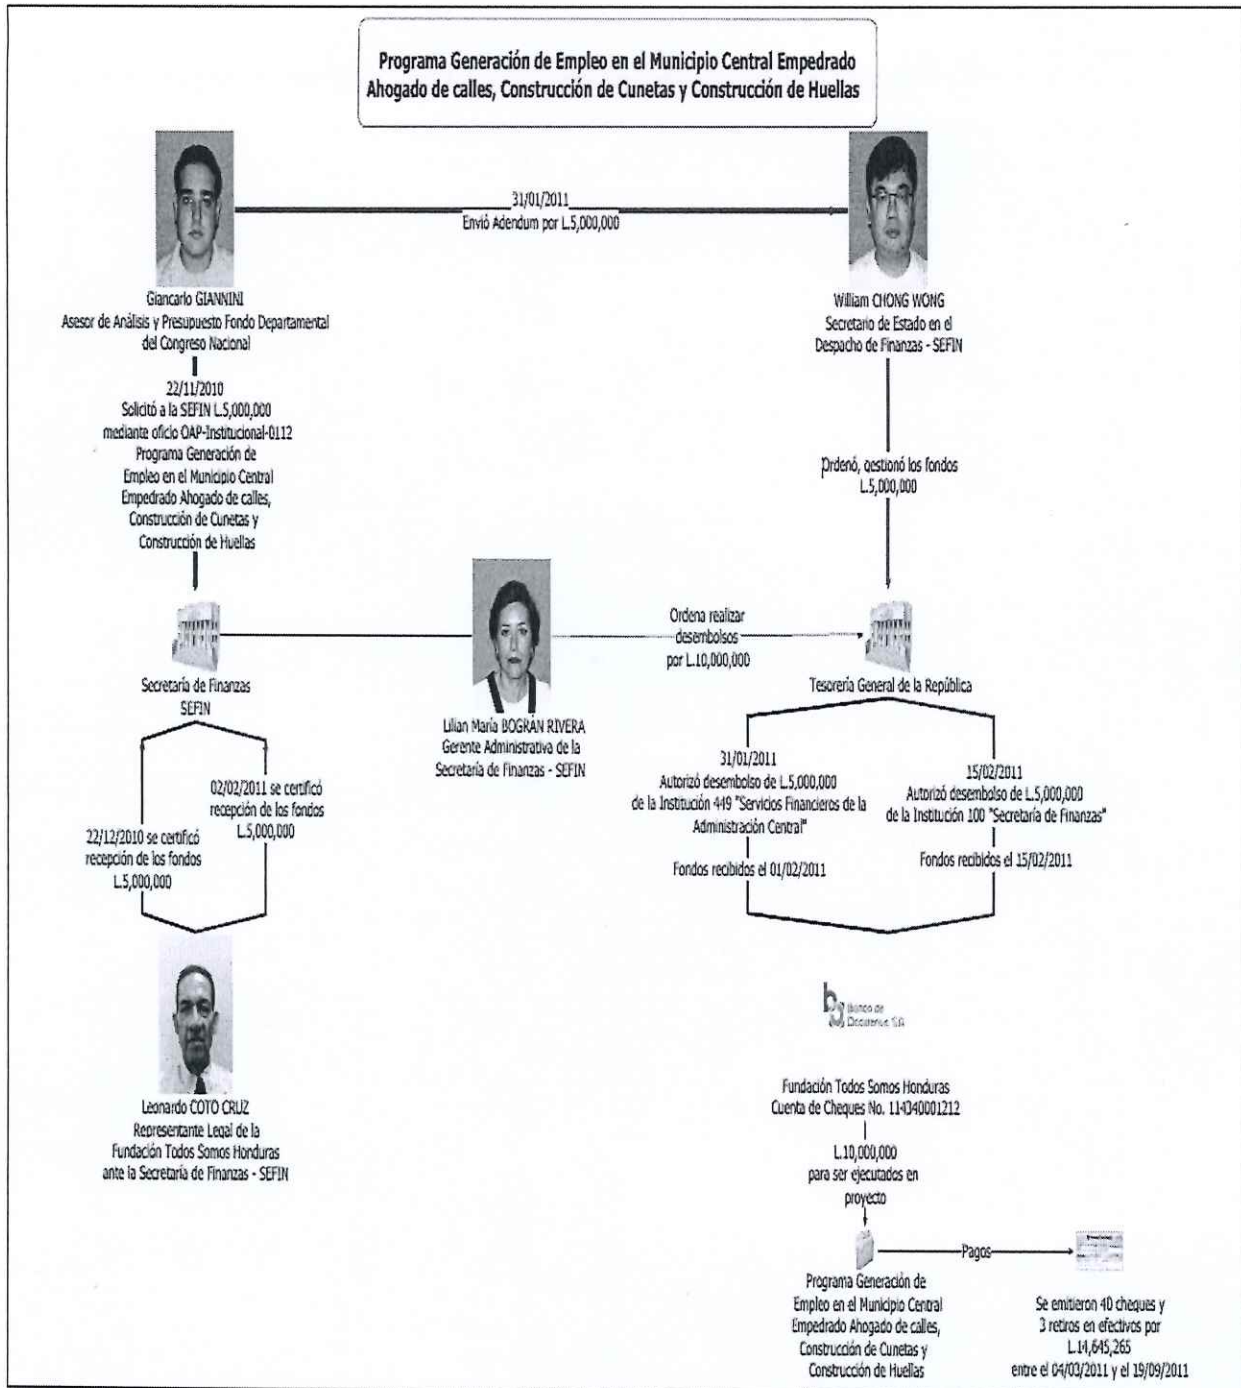 Programa Generación de Empleo en el Municipio Central Empedrado
Ahogado de calles, Construcción de Cunetas y Construcción de Huellas
31/01/2011
Envió Adendum por L.5,000,000
Giancarlo GIANNINI
Asesor de Análisis y Presupuesto Fondo Departamental
del Congreso Nacional
William CHONG WONG
Secretario de Estado en el
Despacho de Finanzas - SEFIN
22/11/2010
Solicitó a la SEFIN L.5,000,000
mediante oficio OAP-Institucional-0112
Programa Generación de
Empleo en el Municipio Central
Empedrado Ahogado de calles,
Construcción de Cunetas y
Construcción de Huellas
Ordenó, gestionó los fondos
L.5,000,000
Ordena realizar
desembolsos
por L.10,000,000
Secretaría de Finanzas
SEFIN
Lilian María BOGRÁN RIVERA
Gerente Administrativa de la
Secretaría de Finanzas - SEFIN
Tesorería General de la República
02/02/2011 se certificó
recepción de los fondos
L.5,000,000
22/12/2010 se certificó
recepción de los fondos
L.5,000,000
31/01/2011
Autorizó desembolso de L.5,000,000
de la Institución 449 "Servicios Financieros de la
Administración Central"
Fondos recibidos el 01/02/2011
15/02/2011
Autorizó desembolso de L.5,000,000
de la Institución 100 "Secretaría de Finanzas"
Fondos recibidos el 15/02/2011
Leonardo COTO CRUZ
Representante Legal de la
Fundación Todos Somos Honduras
ante la Secretaría de Finanzas - SEFIN
Banco de
Fundación Todos Somos Honduras
Cuenta de Cheques No. 114340001212
L.10,000,000
para ser ejecutados en
proyecto
Pagos
Programa Generación de
Empleo en el Municipio Central
Empedrado Ahogado de calles,
Construcción de Cunetas y
Construcción de Huellas
Se emitieron 40 cheques y
3 retiros en efectivos por
L.14,645,265
entre el 04/03/2011 y el 19/09/2011